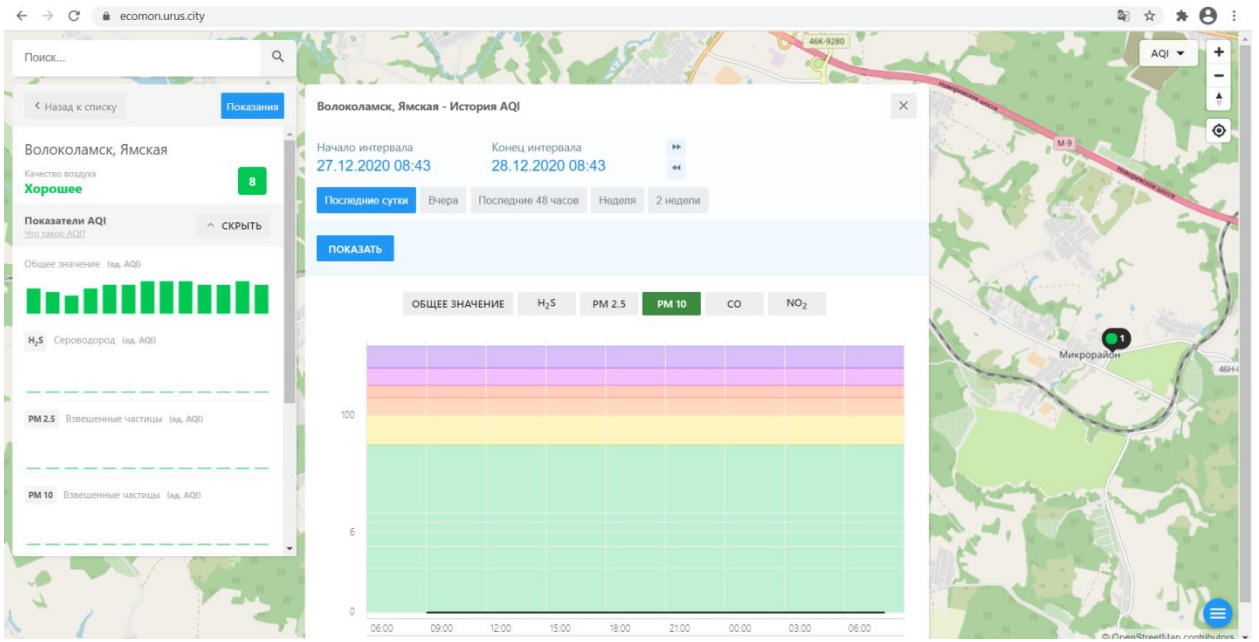 ecomon.urus.city
Поиск...
46К-9280
AQI
Новорижское шоссе
М-9
Новорижское шоссе
Назад к списку
Показания
Волоколамск, Ямская - История AQI
Волоколамск, Ямская
Качество воздуха
Хорошее
8
Начало интервала
Конец интервала
27.12.2020 08:43
28.12.2020 08:43
Последние сутки
Вчера
Последние 48 часов
Неделя
2 недели
Показатели AQI
Что такое AQI?
СКРЫТЬ
ПОКАЗАТЬ
Общее значение (ед. AQI)
ОБЩЕЕ ЗНАЧЕНИЕ
H₂S
PM 2.5
PM 10
CO
NO₂
H₂S Сероводород (ед. AQI)
PM 2.5 Взвешенные частицы (ед. AQI)
PM 10 Взвешенные частицы (ед. AQI)
1
Микрорайон
100
6
0
06:00 09:00 12:00 15:00 18:00 21:00 00:00 03:00 06:00
© OpenStreetMap contributors